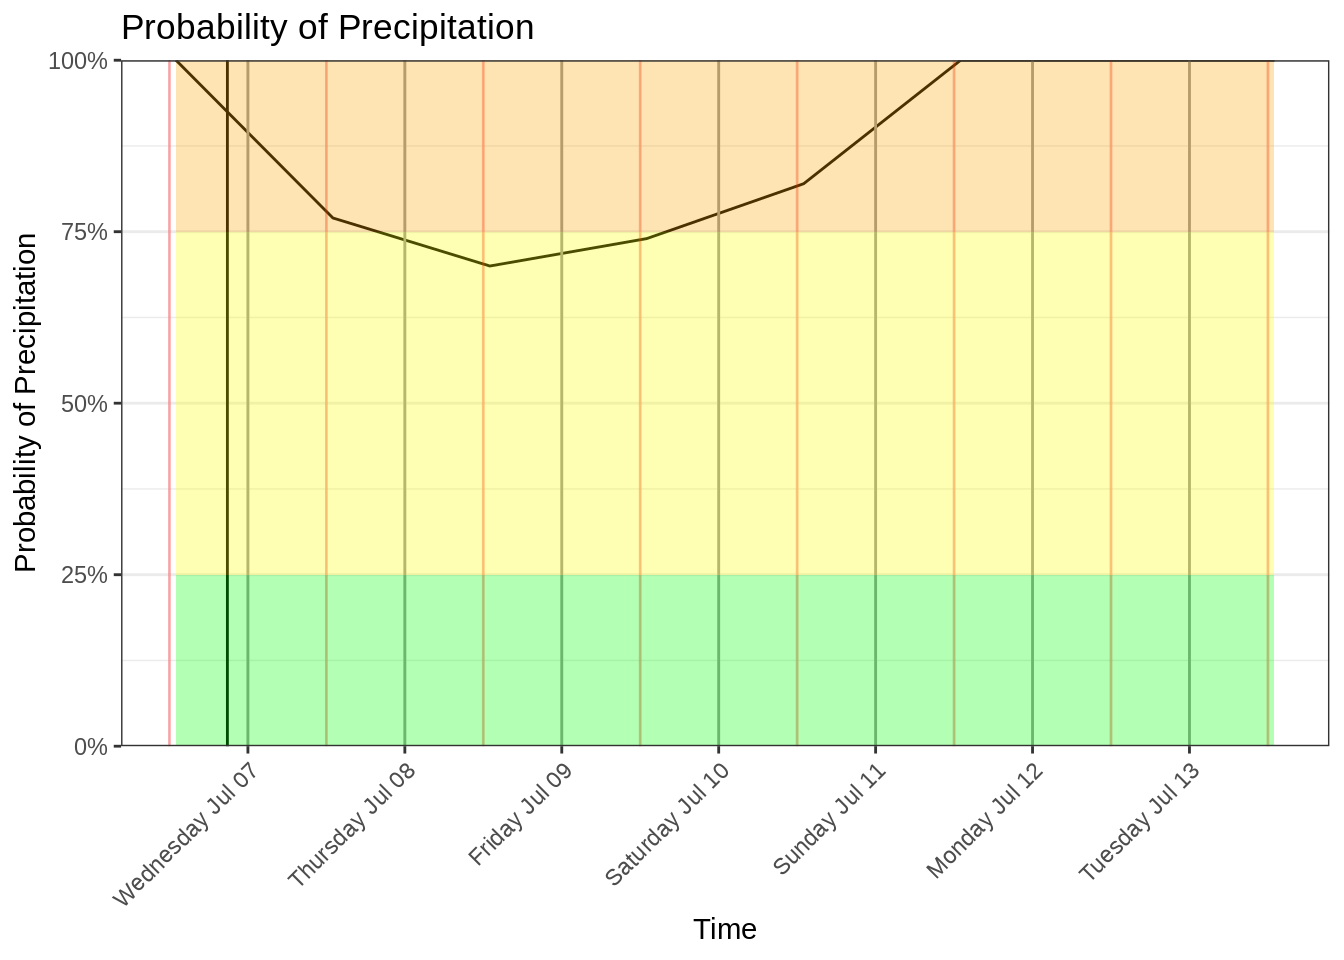 Probability of Precipitation
Probability of Precipitation
100%
75%
50%
25%
0%
Wednesday Jul 07
Thursday Jul 08
Friday Jul 09
Saturday Jul 10
Sunday Jul 11
Monday Jul 12
Tuesday Jul 13
Time